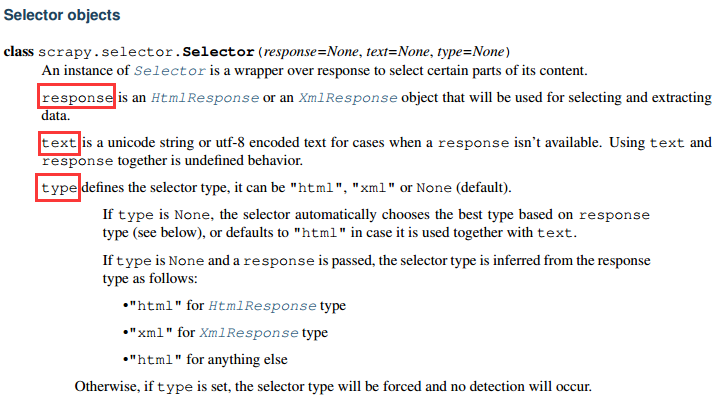 Selector objects
class scrapy.selector.Selector(response=None, text=None, type=None)
An instance of Selector is a wrapper over response to select certain parts of its content.
response is an HtmlResponse or an XmlResponse object that will be used for selecting and extracting
data.
text is a unicode string or utf-8 encoded text for cases when a response isn't available. Using text and
response together is undefined behavior.
type defines the selector type, it can be "html", "xml" or None (default).
If type is None, the selector automatically chooses the best type based on response
type (see below), or defaults to "html" in case it is used together with text.
If type is None and a response is passed, the selector type is inferred from the response
type as follows:
•"html" for HtmlResponse type
•"xml" for XmlResponse type
•"html" for anything else
Otherwise, if type is set, the selector type will be forced and no detection will occur.